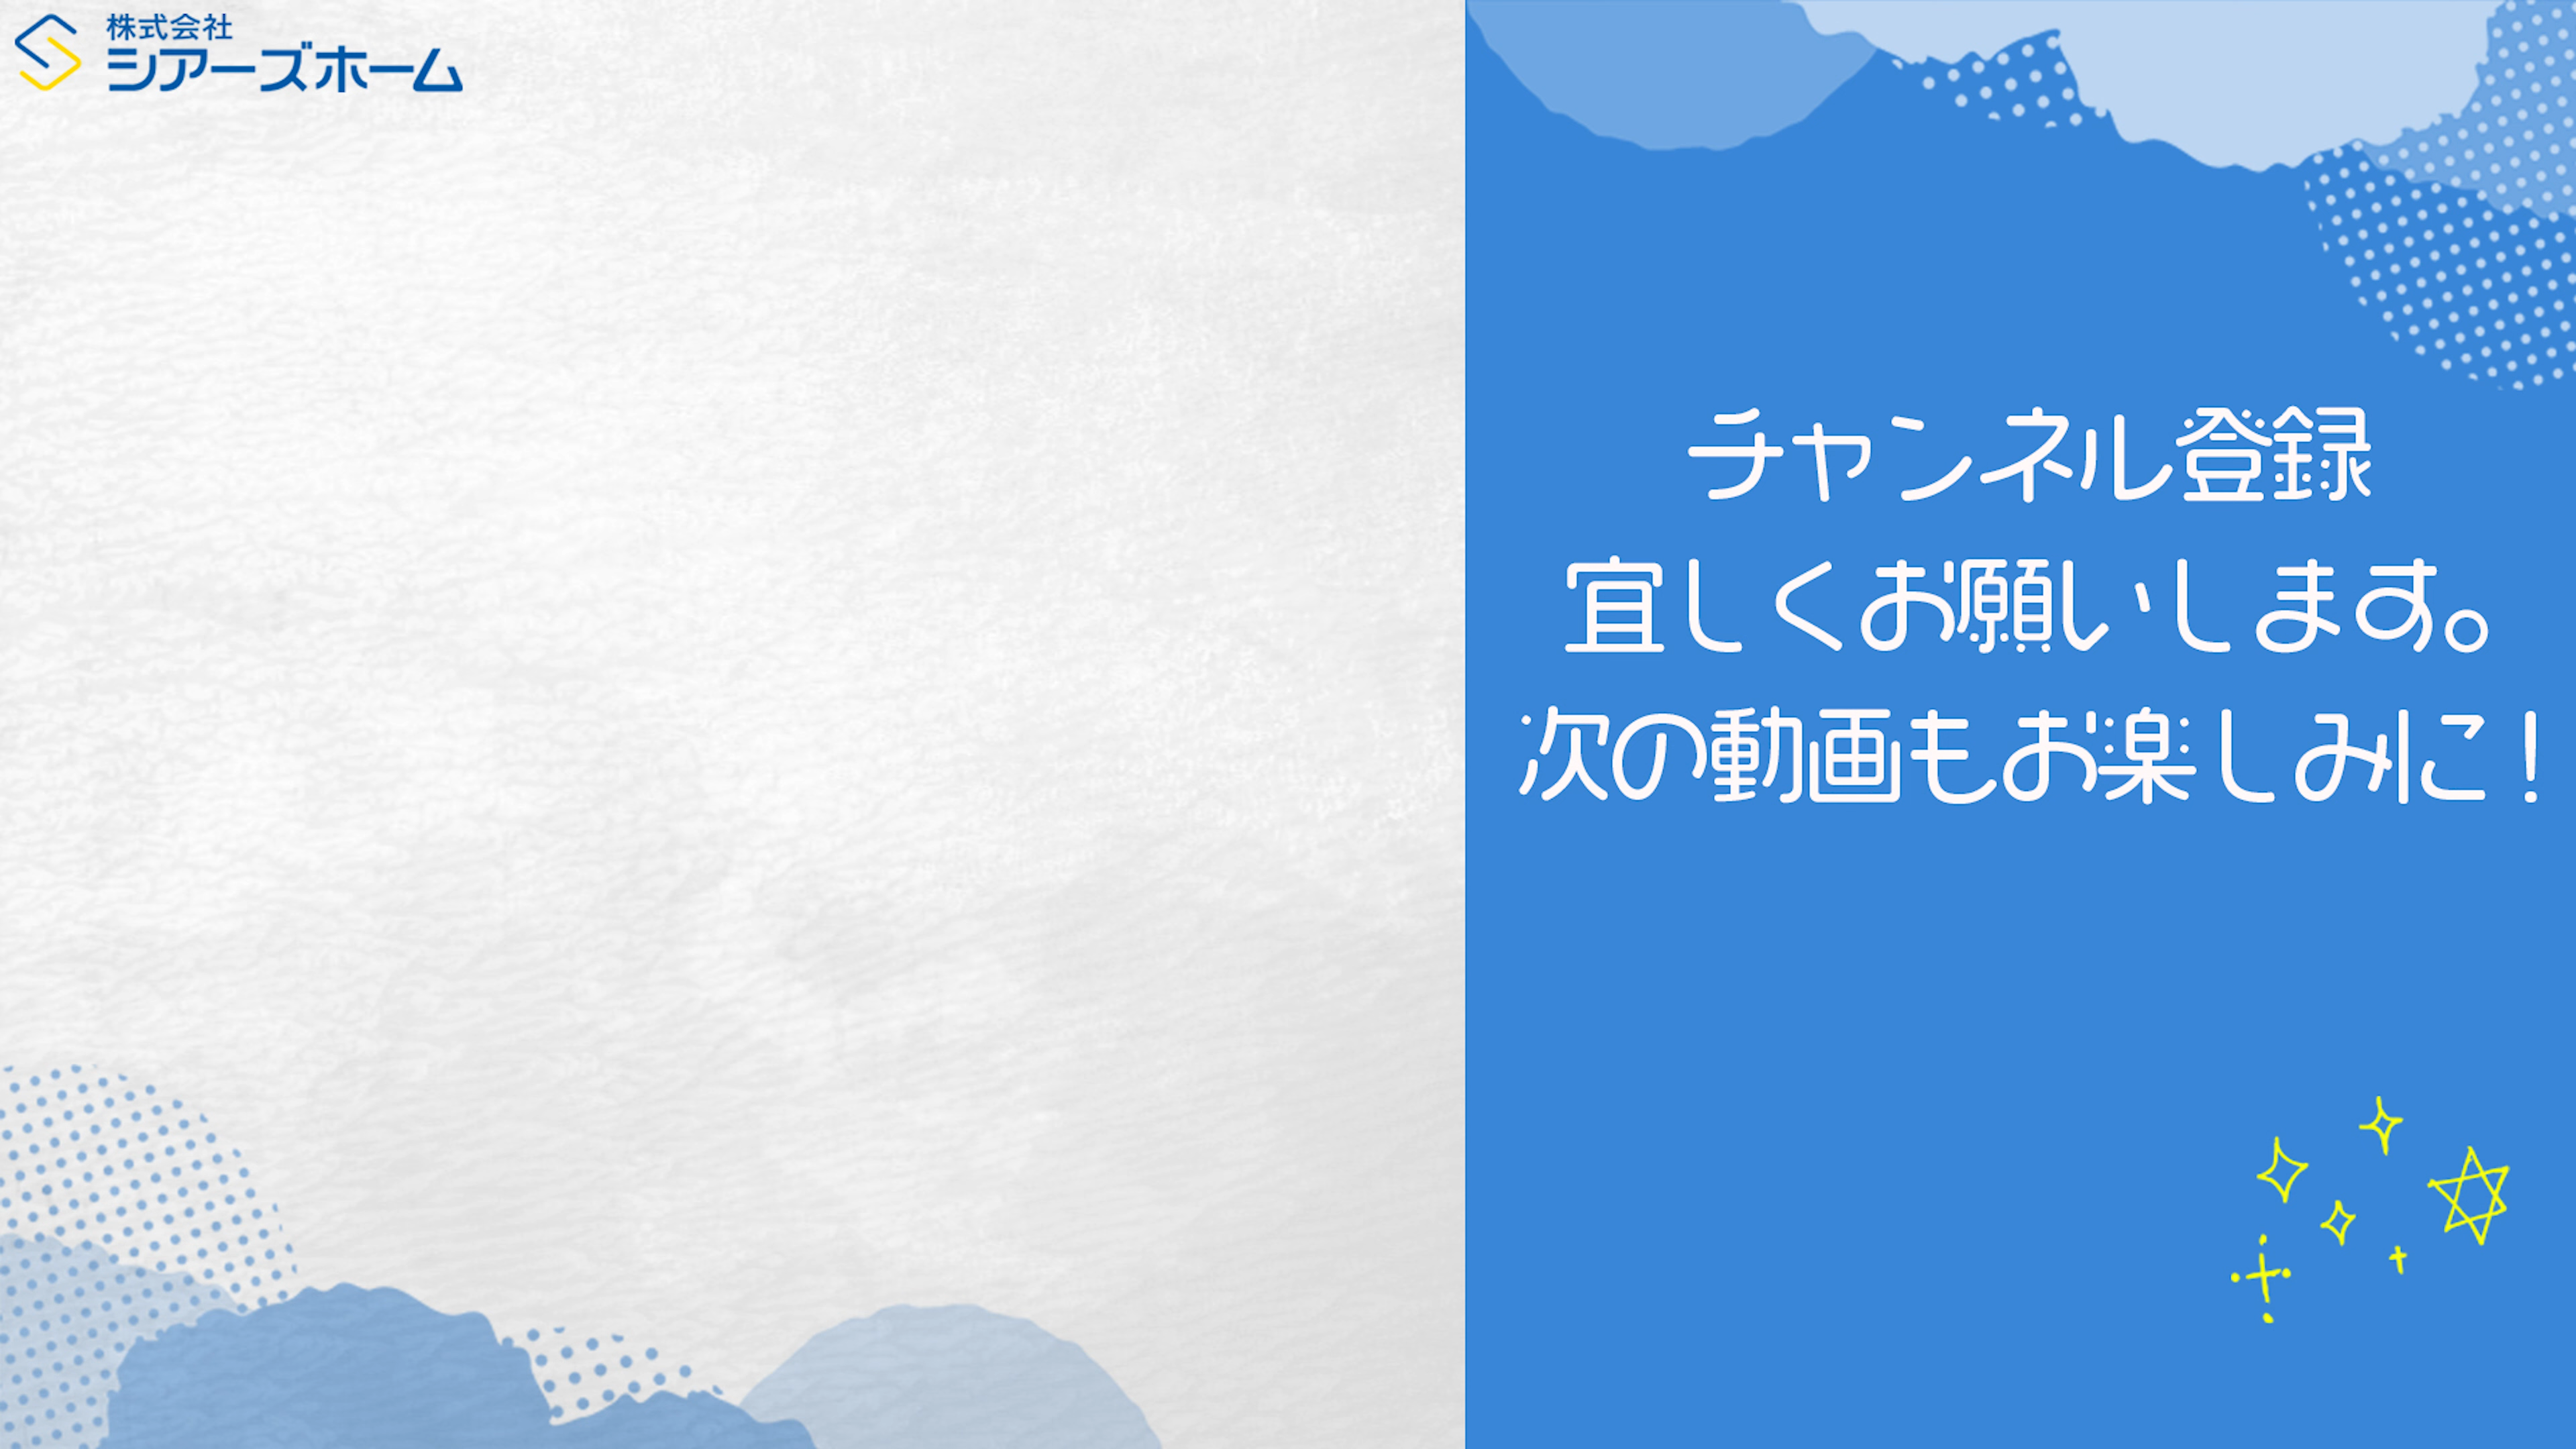 株式会社
シアーズホーム
チャンネル登録
宜しくお願いします。
次の動画もお楽しみに！